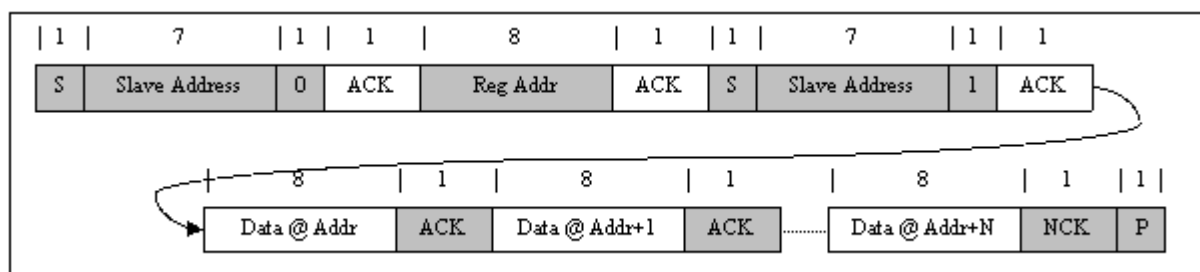 | 1 | 7 | 1 | 1 | 8 | 1 | 1 | 7 | 1 | 1
S Slave Address 0 ACK Reg Addr ACK S Slave Address 1 ACK
| 8 | 1 | 8 | 1 | 8 | 1 | 1 |
Data @ Addr ACK Data @ Addr+1 ACK Data @ Addr+N NCK P